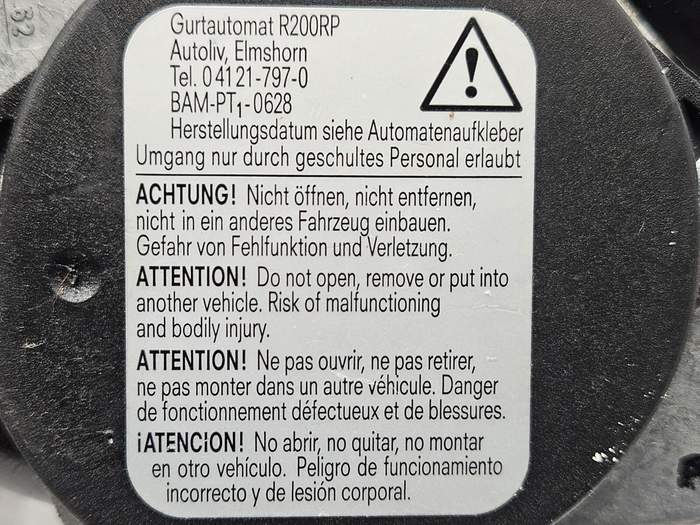 32
Gurtautomat R200RP
Autoliv, Elmshorn
Tel. 0 41 21-797-0
BAM-PT₁-0628
Herstellungsdatum siehe Automatenaufkleber
Umgang nur durch geschultes Personal erlaubt
ACHTUNG! Nicht öffnen, nicht entfernen,
nicht in ein anderes Fahrzeug einbauen.
Gefahr von Fehlfunktion und Verletzung.
ATTENTION! Do not open, remove or put into
another vehicle. Risk of malfunctioning
and bodily injury.
ATTENTION! Ne pas ouvrir, ne pas retirer,
ne pas monter dans un autre véhicule. Danger
de fonctionnement défectueux et de blessures.
¡ATENCION! No abrir, no quitar, no montar
en otro vehículo. Peligro de funcionamiento
incorrecto y de lesión corporal.